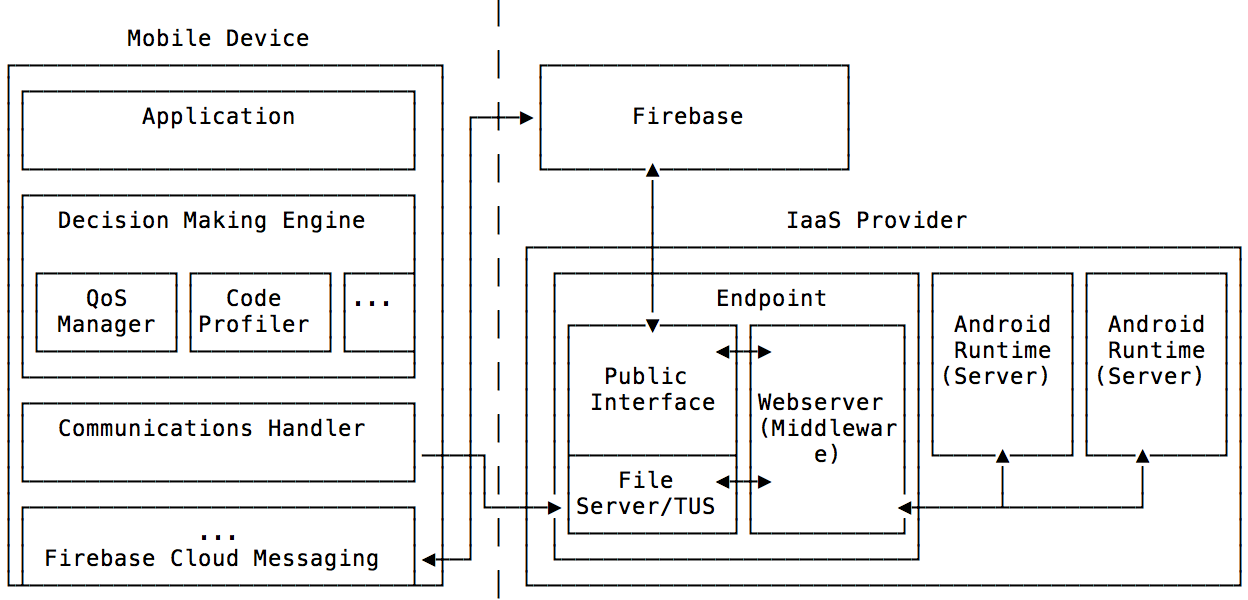 Mobile Device
Application
Decision Making Engine
QoS
Manager
Code
Profiler
...
Communications Handler
...
Firebase Cloud Messaging
Firebase
IaaS Provider
Endpoint
Public
Interface
File
Server/TUS
Webserver
(Middlewar
e)
Android
Runtime
(Server)
Android
Runtime
(Server)